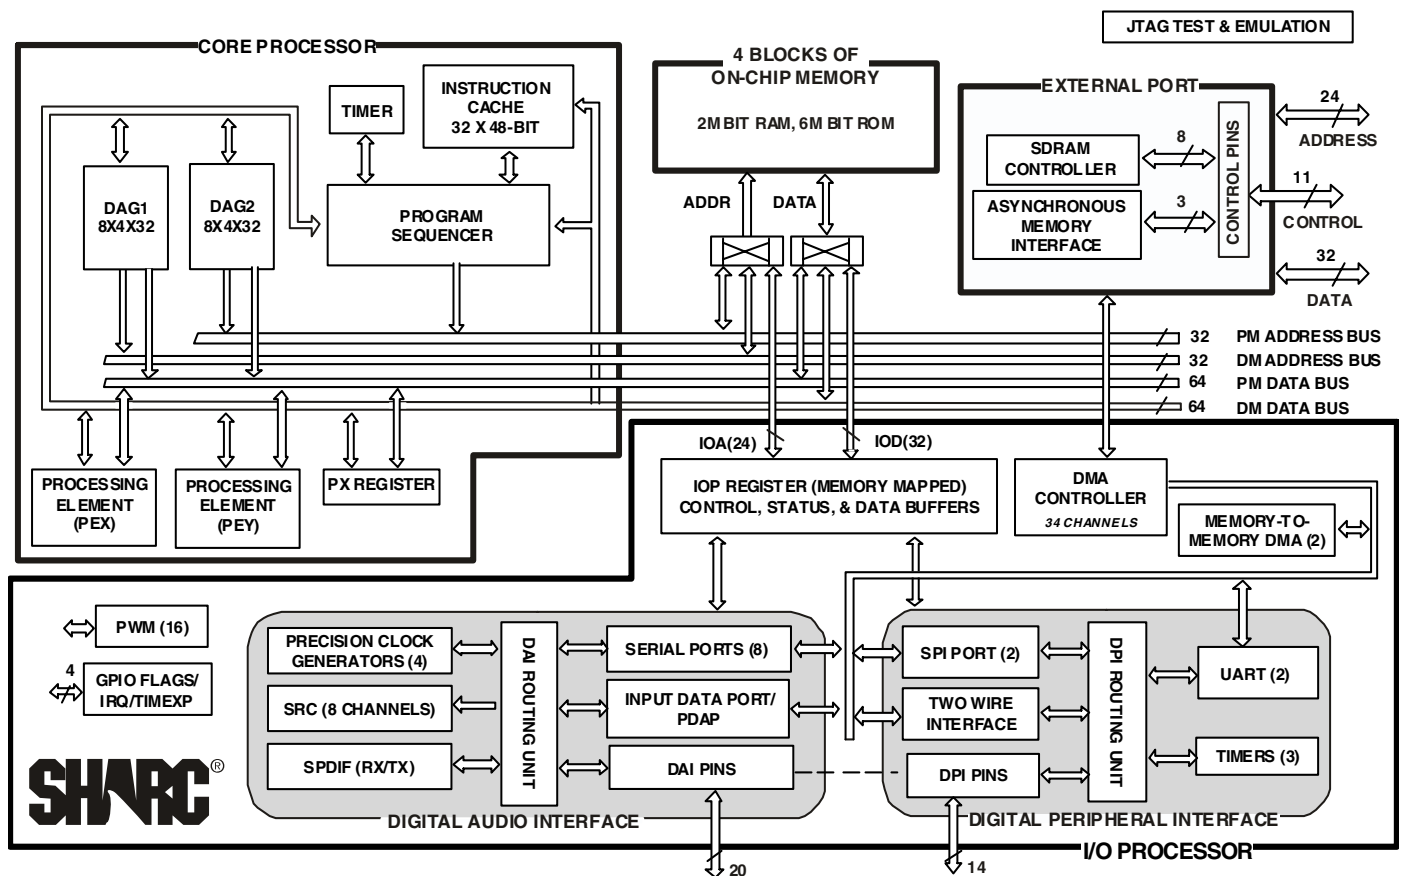 JTAG TEST & EMULATION
CORE PROCESSOR
TIMER
INSTRUCTION
CACHE
32 X 48-BIT
DAG1
8X4X32
DAG2
8X4X32
PROGRAM
SEQUENCER
4 BLOCKS OF
ON-CHIP MEMORY
2M BIT RAM, 6M BIT ROM
ADDR
DATA
EXTERNAL PORT
SDRAM
CONTROLLER
8
ASYNCHRONOUS
MEMORY
INTERFACE
3
CONTROL PINS
24
ADDRESS
11
CONTROL
32
DATA
32 PM ADDRESS BUS
32 DM ADDRESS BUS
64 PM DATA BUS
64 DM DATA BUS
PROCESSING
ELEMENT
(PEX)
PROCESSING
ELEMENT
(PEY)
PX REGISTER
IOA(24)
IOD(32)
IOP REGISTER (MEMORY MAPPED)
CONTROL, STATUS, & DATA BUFFERS
DMA
CONTROLLER
34 CHANNELS
MEMORY-TO-
MEMORY DMA (2)
PWM (16)
4
GPIO FLAGS/
IRQ/TIMEXP
PRECISION CLOCK
GENERATORS (4)
SRC (8 CHANNELS)
SPDIF (RX/TX)
DAI ROUTING UNIT
SERIAL PORTS (8)
INPUT DATA PORT/
PDAP
DAI PINS
DIGITAL AUDIO INTERFACE
20
SPI PORT (2)
TWO WIRE
INTERFACE
DPI PINS
DPI ROUTING UNIT
UART (2)
TIMERS (3)
DIGITAL PERIPHERAL INTERFACE
14
I/O PROCESSOR
SHARC®